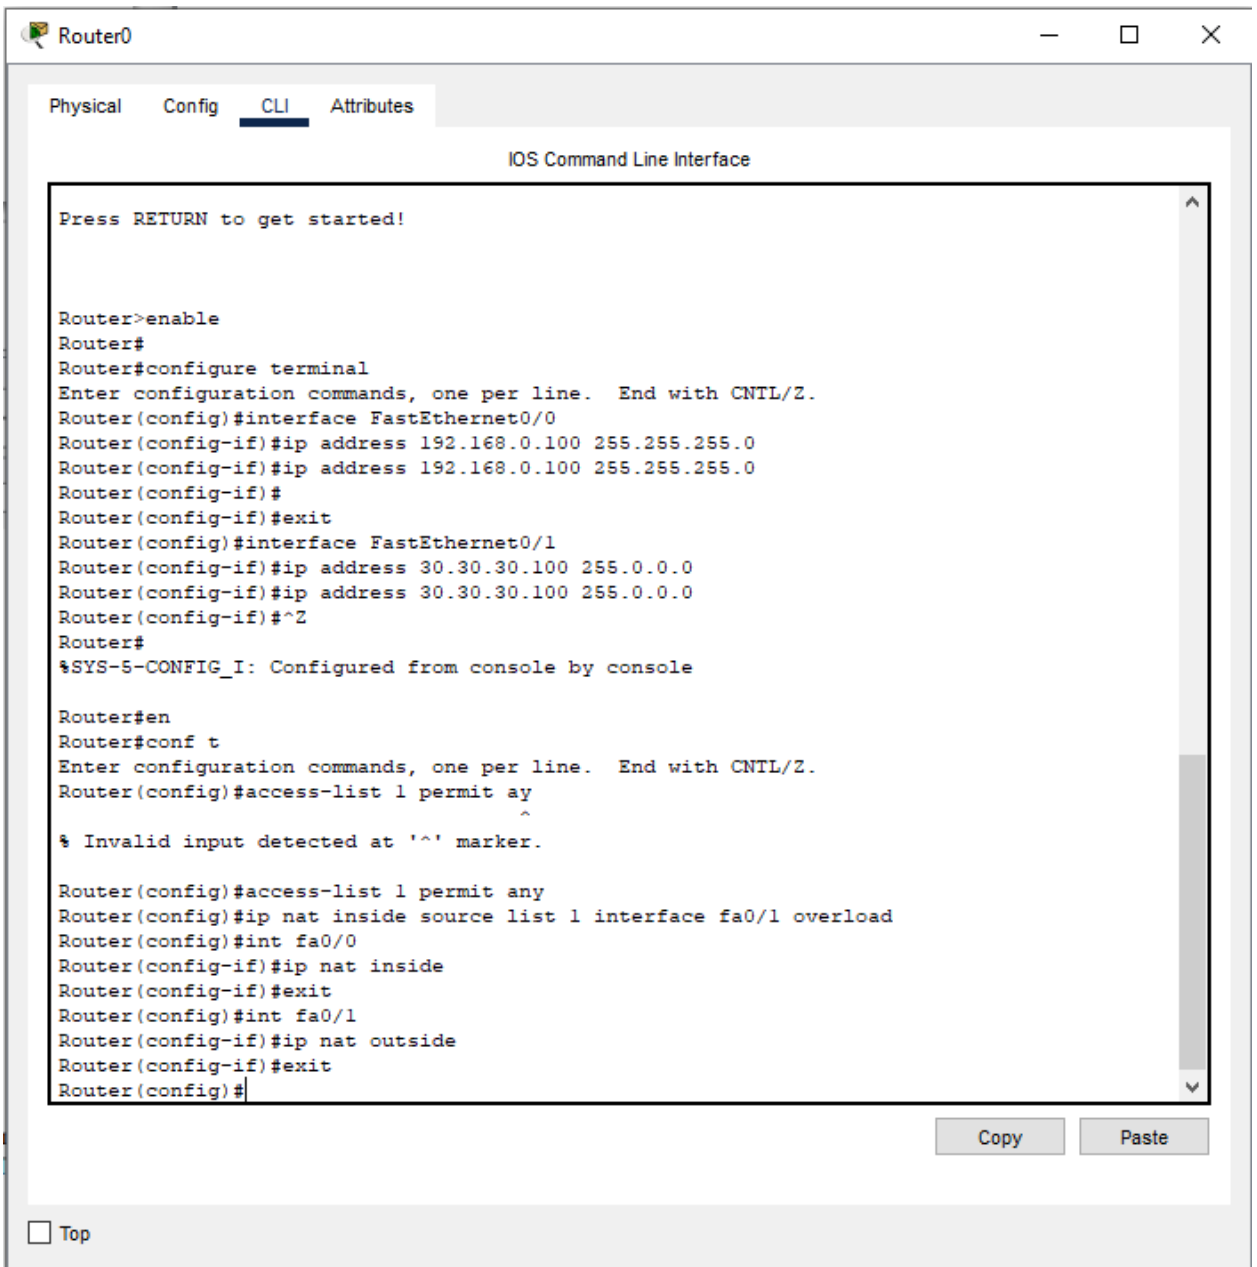 Router0
Physical Config CLI Attributes
IOS Command Line Interface
Press RETURN to get started!
Router>enable
Router#
Router#configure terminal
Enter configuration commands, one per line.  End with CNTL/Z.
Router(config)#interface FastEthernet0/0
Router(config-if)#ip address 192.168.0.100 255.255.255.0
Router(config-if)#ip address 192.168.0.100 255.255.255.0
Router(config-if)#
Router(config-if)#exit
Router(config)#interface FastEthernet0/1
Router(config-if)#ip address 30.30.30.100 255.0.0.0
Router(config-if)#ip address 30.30.30.100 255.0.0.0
Router(config-if)#^Z
Router#
%SYS-5-CONFIG_I: Configured from console by console
Router#en
Router#conf t
Enter configuration commands, one per line.  End with CNTL/Z.
Router(config)#access-list 1 permit ay
^
% Invalid input detected at '^' marker.
Router(config)#access-list 1 permit any
Router(config)#ip nat inside source list 1 interface fa0/1 overload
Router(config)#int fa0/0
Router(config-if)#ip nat inside
Router(config-if)#exit
Router(config)#int fa0/1
Router(config-if)#ip nat outside
Router(config-if)#exit
Router(config)#
Copy Paste
Top